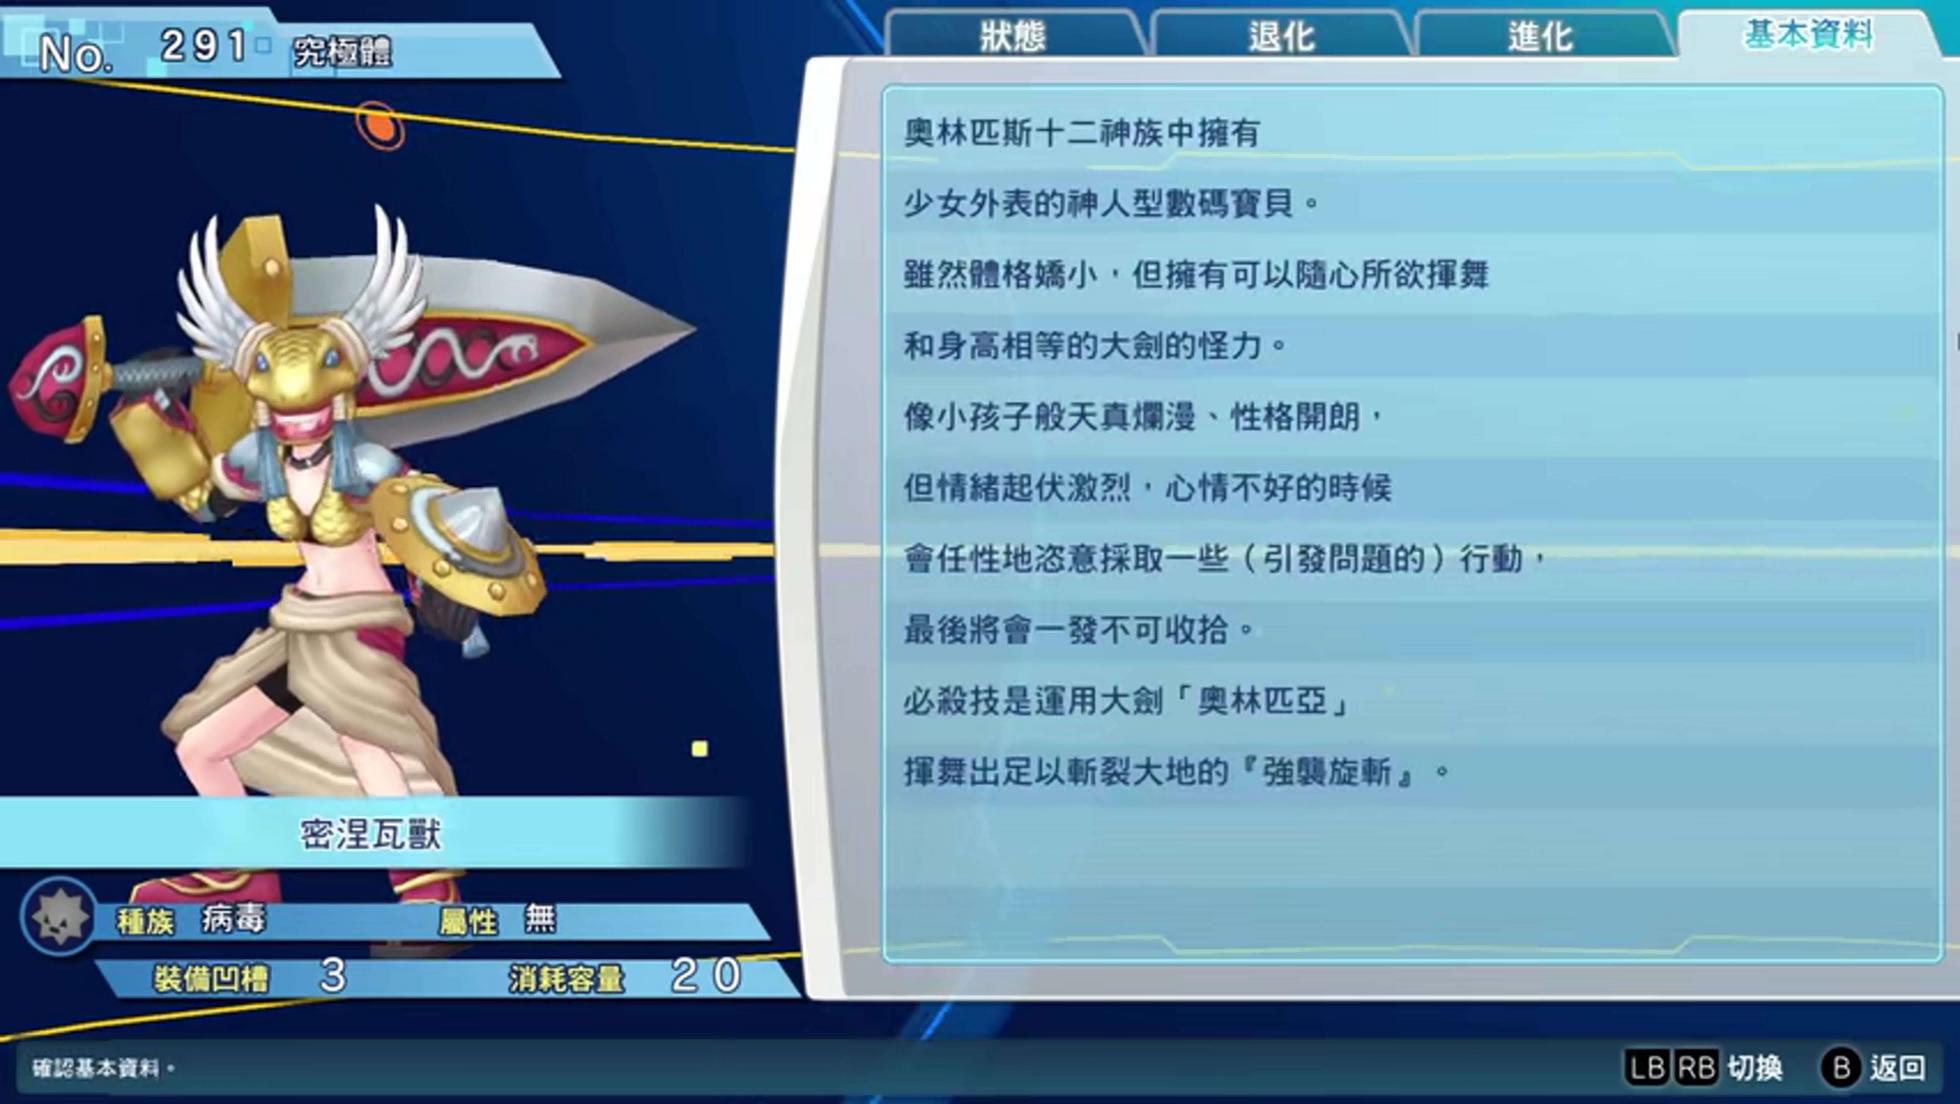 No. 291 究極體
狀態 退化 進化 基本資料
奧林匹斯十二神族中擁有
少女外表的神人型數碼寶貝。
雖然體格嬌小，但擁有可以隨心所欲揮舞
和身高相等的大劍的怪力。
像小孩子般天真爛漫、性格開朗，
但情緒起伏激烈，心情不好的時候
會任性地恣意採取一些（引發問題的）行動，
最後將會一發不可收拾。
必殺技是運用大劍「奧林匹亞」
揮舞出足以斬裂大地的『強襲旋斬』。
密涅瓦獸
種族 病毒 屬性 無
裝備凹槽 3 消耗容量 20
確認基本資料。
LB RB 切換 B 返回